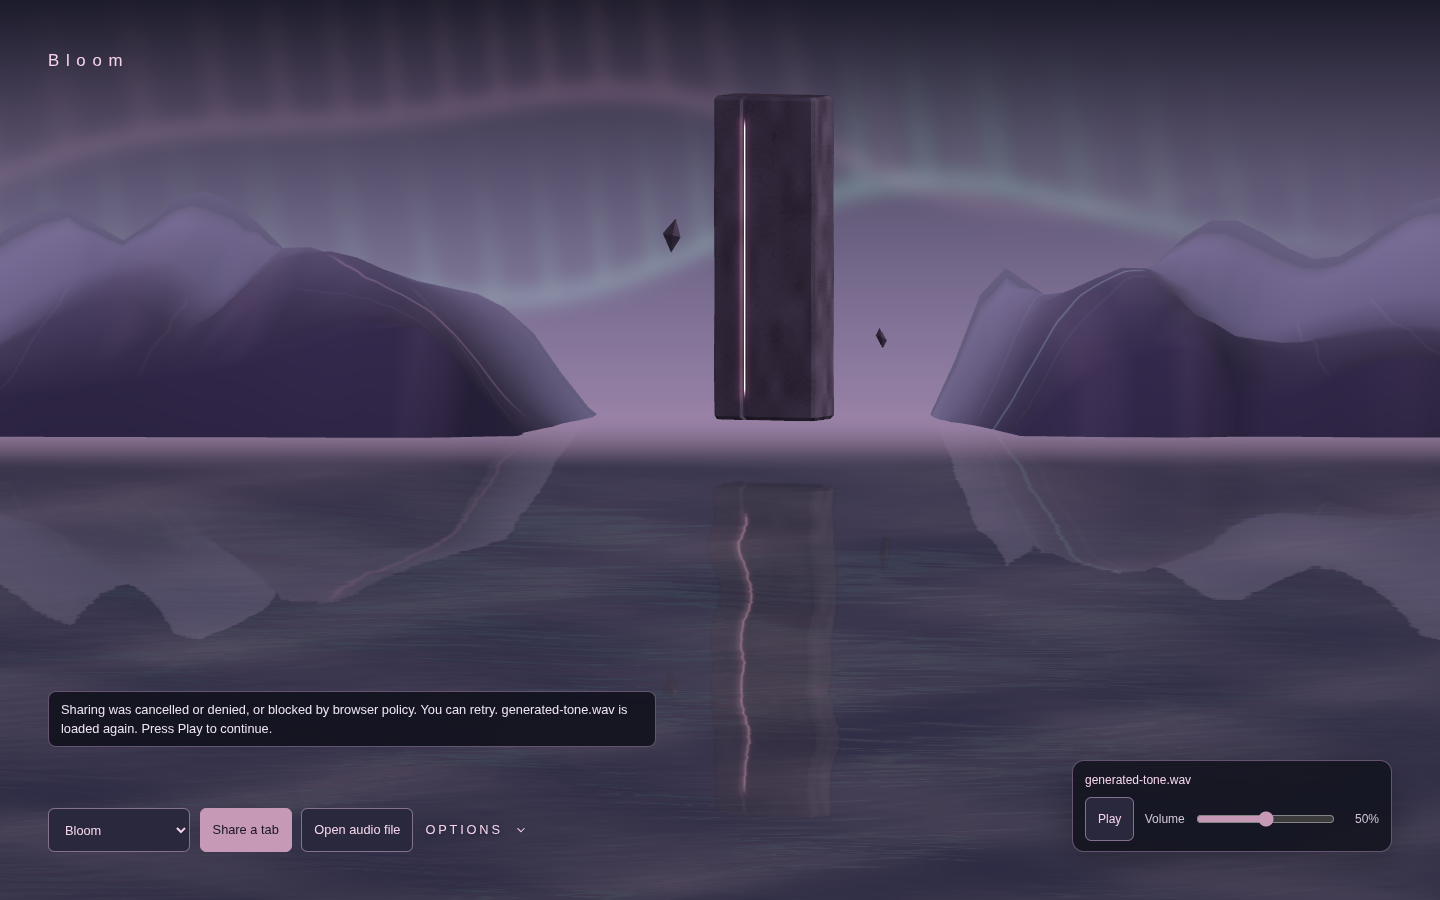 Bloom
Sharing was cancelled or denied, or blocked by browser policy. You can retry. generated-tone.wav is
loaded again. Press Play to continue.
generated-tone.wav
Play Volume 50%
Bloom Share a tab Open audio file OPTIONS